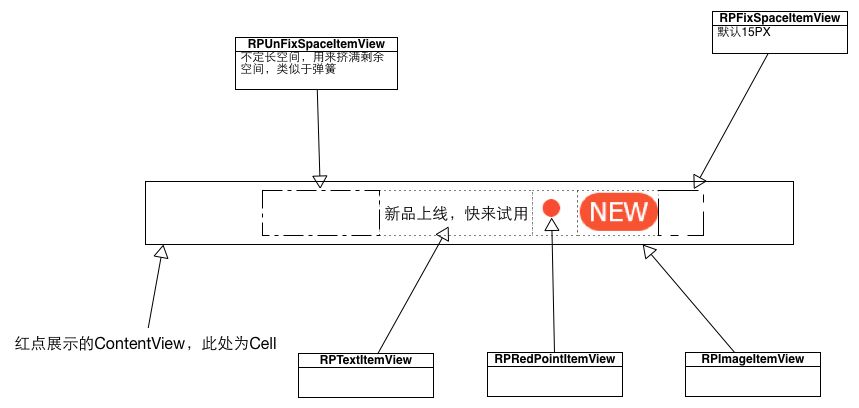 RPFixSpaceItemView
默认15PX
RPUnFixSpaceItemView
不定长空间，用来挤满剩余
空间，类似于弹簧
新品上线，快来试用
NEW
红点展示的ContentView，此处为Cell
RPTextItemView
RPRedPointItemView
RPImageItemView